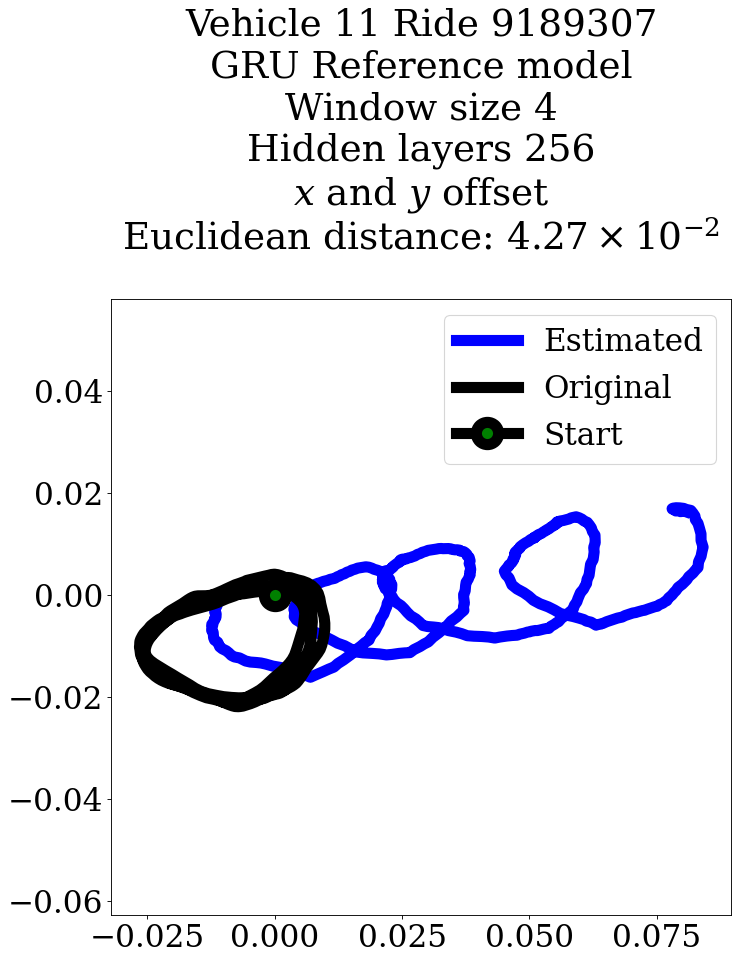 Vehicle 11 Ride 9189307
GRU Reference model
Window size 4
Hidden layers 256
x and y offset
Euclidean distance: 4.27 × 10⁻²
Estimated
Original
Start
0.04
0.02
0.00
−0.02
−0.04
−0.06
−0.025 0.000 0.025 0.050 0.075